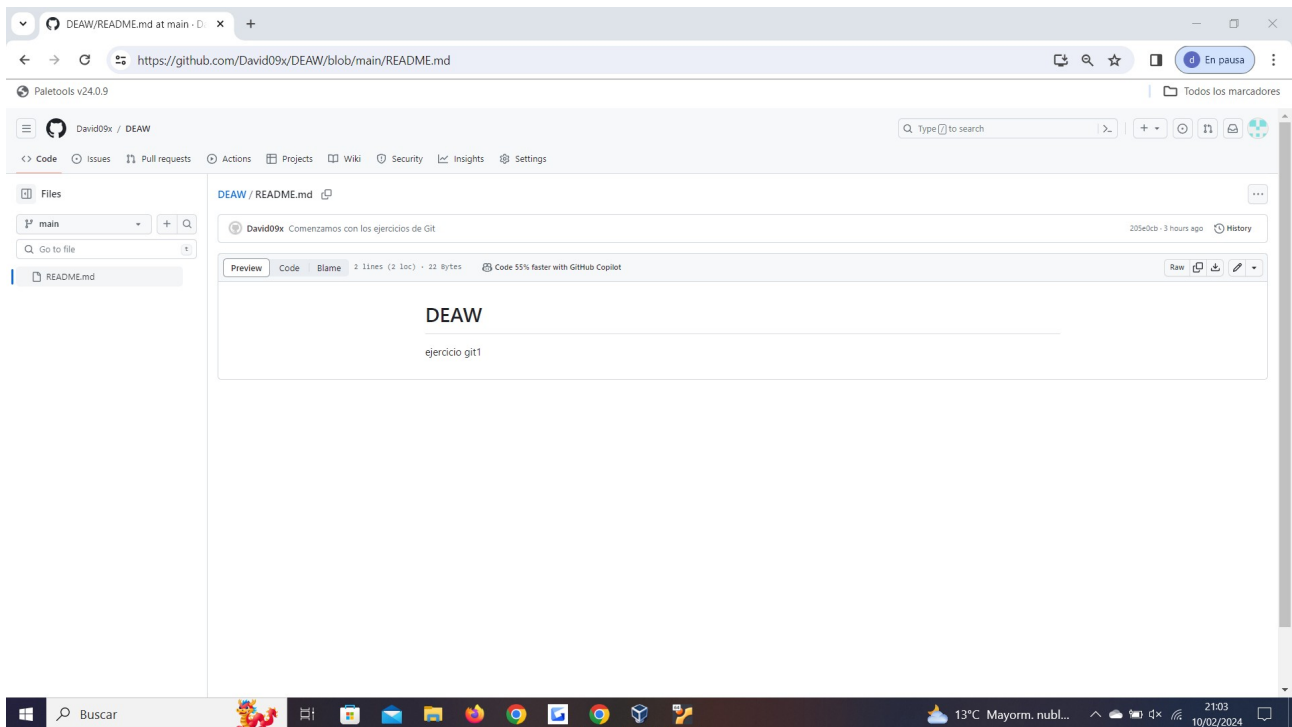 DEAW/README.md at main · D
https://github.com/David09x/DEAW/blob/main/README.md
d En pausa
Paletools v24.0.9
Todos los marcadores
David09x / DEAW
Type / to search
Code Issues Pull requests Actions Projects Wiki Security Insights Settings
Files
DEAW / README.md
main
David09x Comenzamos con los ejercicios de Git
205e0cb · 3 hours ago History
Go to file t
README.md
Preview Code Blame 2 lines (2 loc) · 22 Bytes Code 55% faster with GitHub Copilot
Raw
DEAW
ejercicio git1
Buscar
13°C Mayorm. nubl...
21:03
10/02/2024